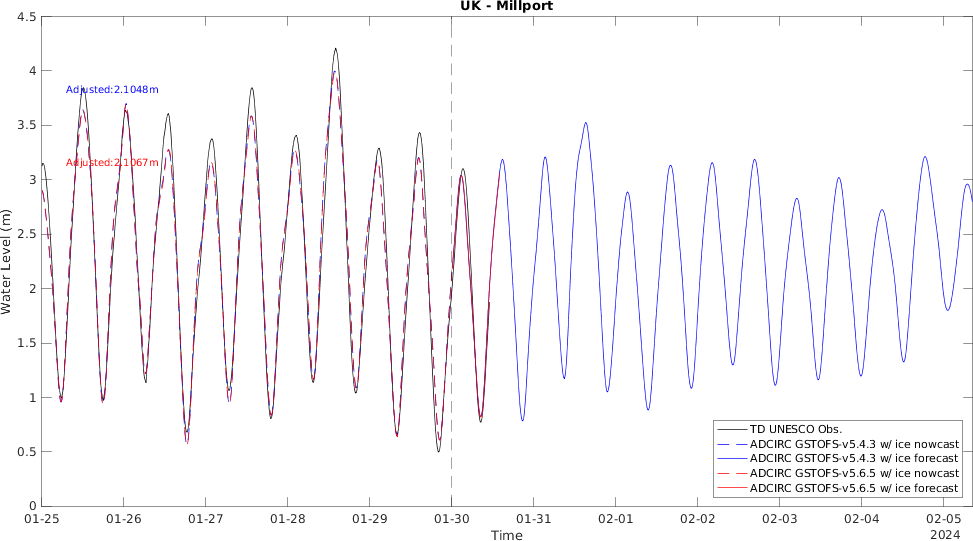 UK - Millport
4.5
4
3.5
3
2.5
2
1.5
1
0.5
0
Water Level (m)
Adjusted:2.1048m
Adjusted:2.1067m
TD UNESCO Obs.
ADCIRC GSTOFS-v5.4.3 w/ ice nowcast
ADCIRC GSTOFS-v5.4.3 w/ ice forecast
ADCIRC GSTOFS-v5.6.5 w/ ice nowcast
ADCIRC GSTOFS-v5.6.5 w/ ice forecast
01-25 01-26 01-27 01-28 01-29 01-30 01-31 02-01 02-02 02-03 02-04 02-05
Time
2024